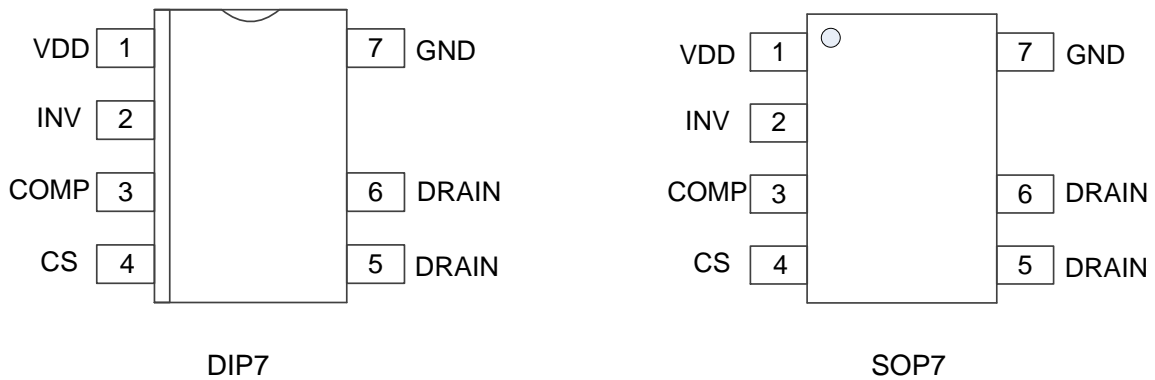 VDD 1 7 GND
INV 2
COMP 3 6 DRAIN
CS 4 5 DRAIN
DIP7
VDD 1 7 GND
INV 2
COMP 3 6 DRAIN
CS 4 5 DRAIN
SOP7